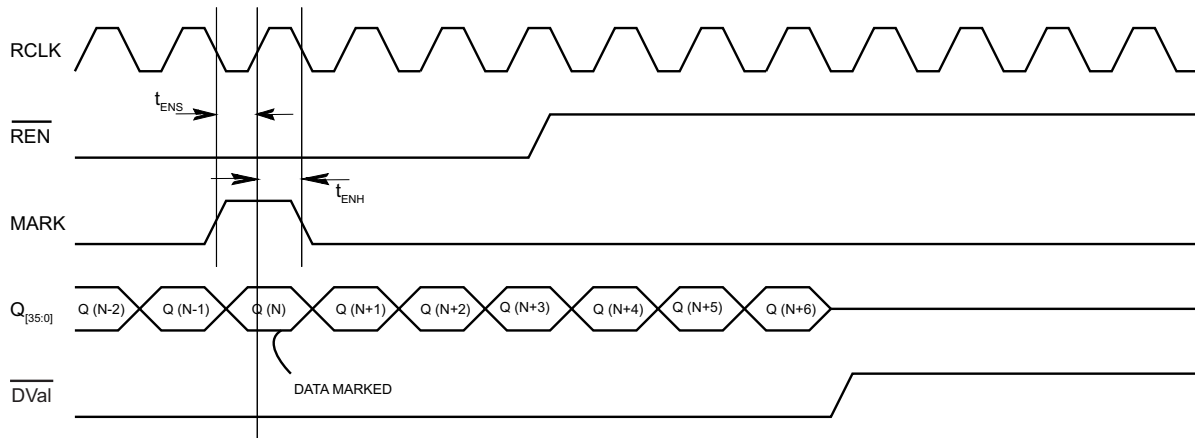 RCLK
tENS
REN
tENH
MARK
Q[35:0] Q (N-2) Q (N-1) Q (N) Q (N+1) Q (N+2) Q (N+3) Q (N+4) Q (N+5) Q (N+6)
DATA MARKED
DVal